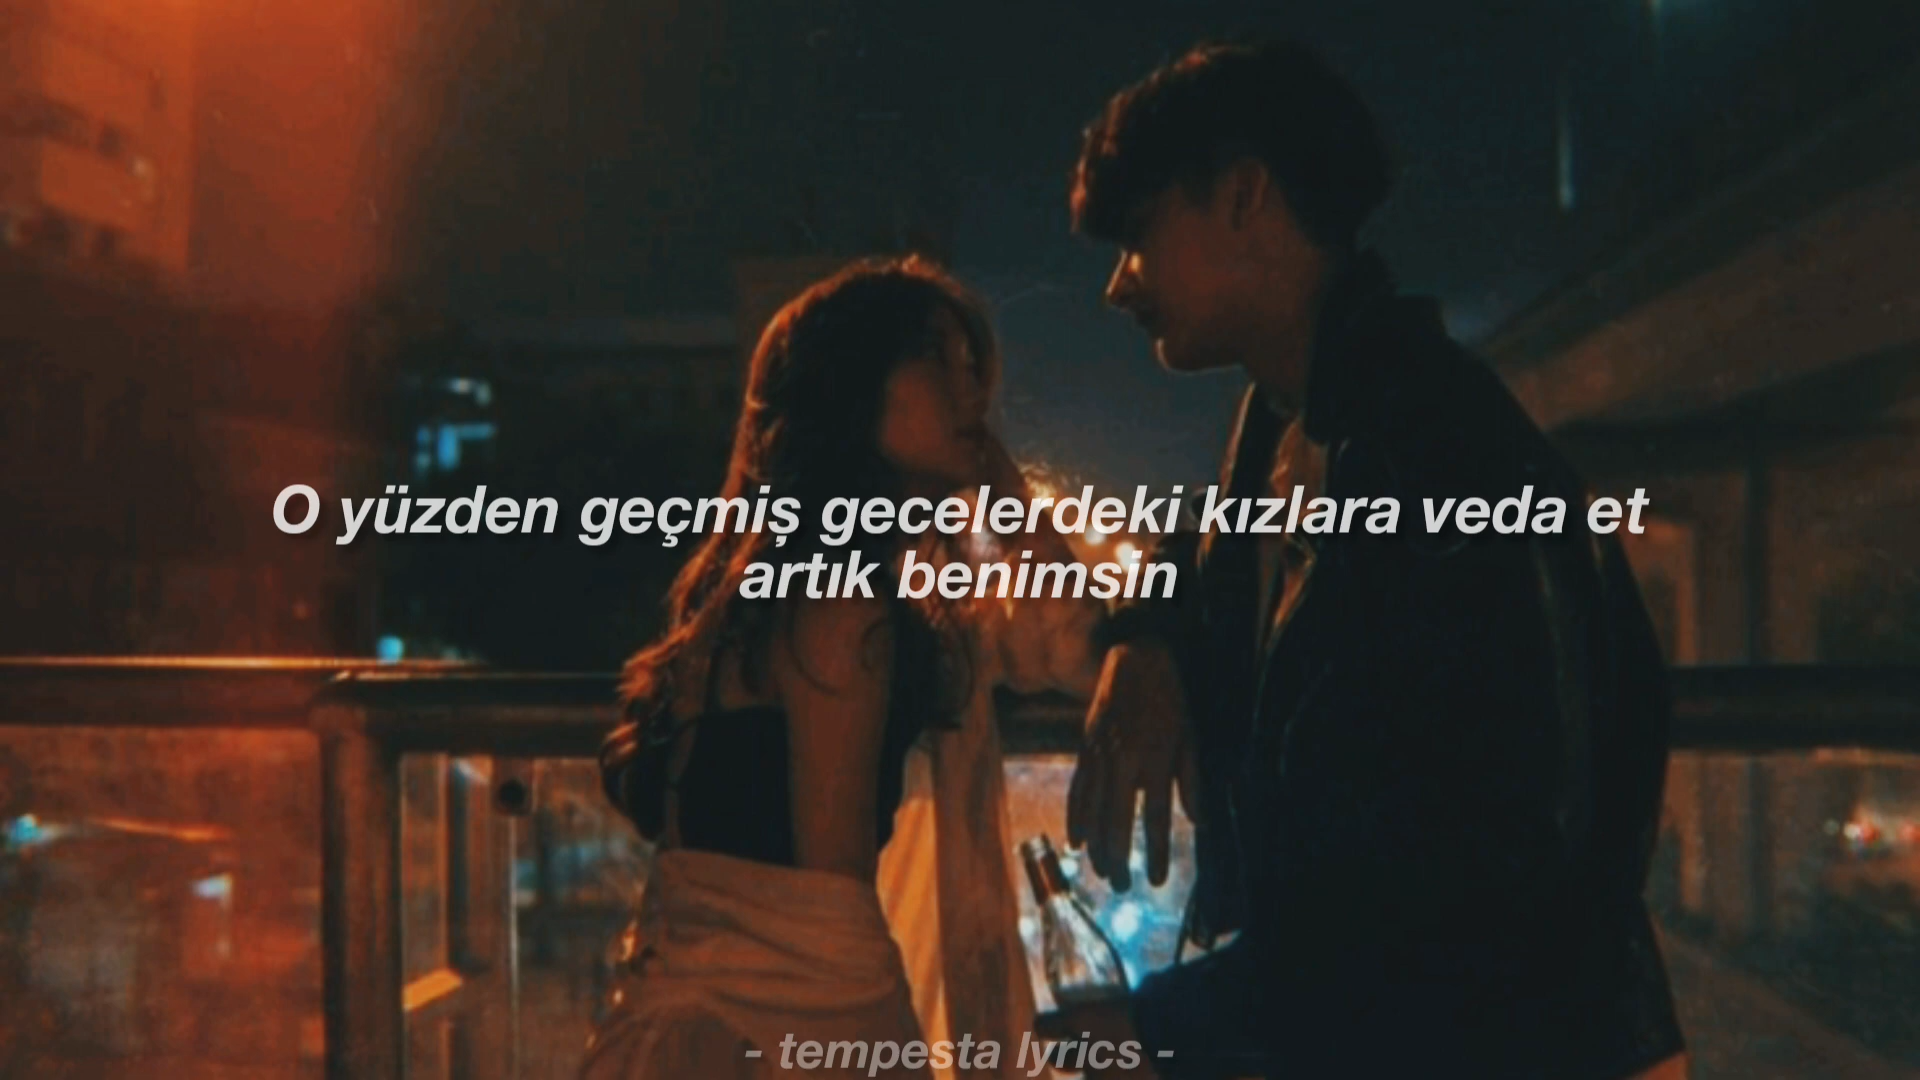 O yüzden geçmiş gecelerdeki kızlara veda et
artık benimsin
- tempesta lyrics -